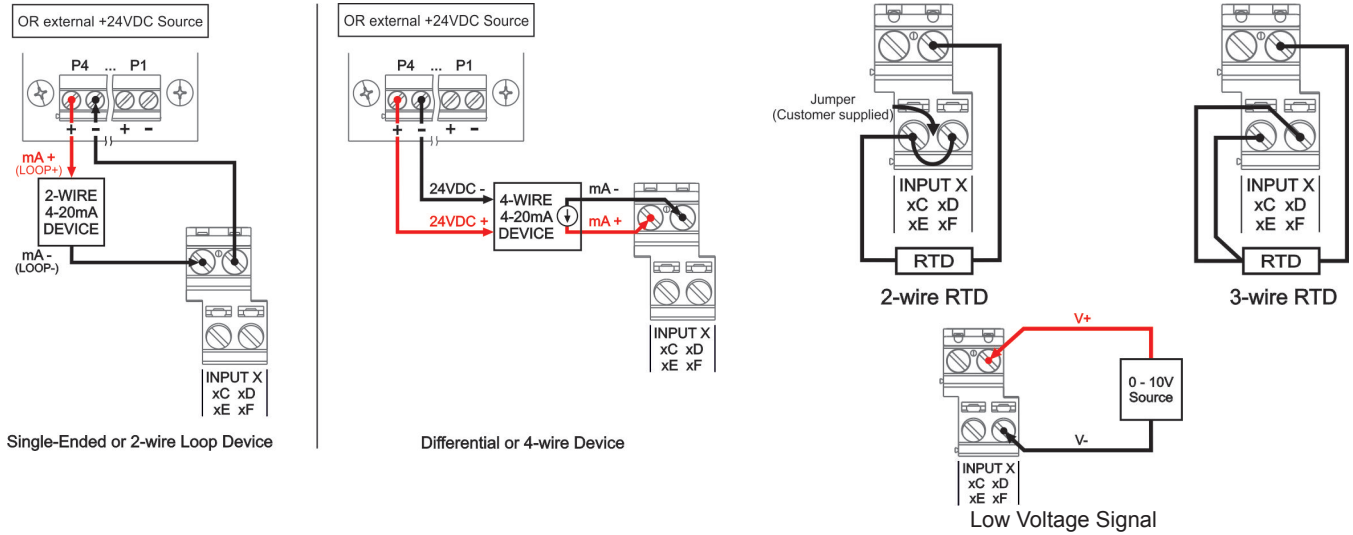 OR external +24VDC Source
P4 ... P1
+ - + -
mA +
(LOOP+)
2-WIRE
4-20mA
DEVICE
mA -
(LOOP-)
INPUT X
xC xD
xE xF
Single-Ended or 2-wire Loop Device
OR external +24VDC Source
P4 ... P1
+ - + -
24VDC -
24VDC +
4-WIRE
4-20mA
DEVICE
mA -
mA +
INPUT X
xC xD
xE xF
Differential or 4-wire Device
Jumper
(Customer supplied)
INPUT X
xC xD
xE xF
RTD
2-wire RTD
INPUT X
xC xD
xE xF
RTD
3-wire RTD
V+
0 - 10V
Source
V-
INPUT X
xC xD
xE xF
Low Voltage Signal